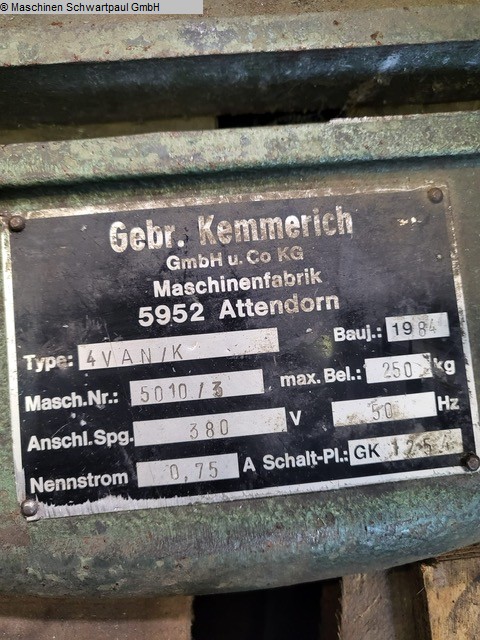 © Maschinen Schwartpaul GmbH
Gebr. Kemmerich
GmbH u. Co KG
Maschinenfabrik
5952 Attendorn
Type: 4VAN/K Bauj.: 1984
Masch.Nr.: 5010/3 max. Bel.: 250 kg
Anschl.Spg. 380 V 50 Hz
Nennstrom 0,75 A Schalt-Pl.: GK 1254